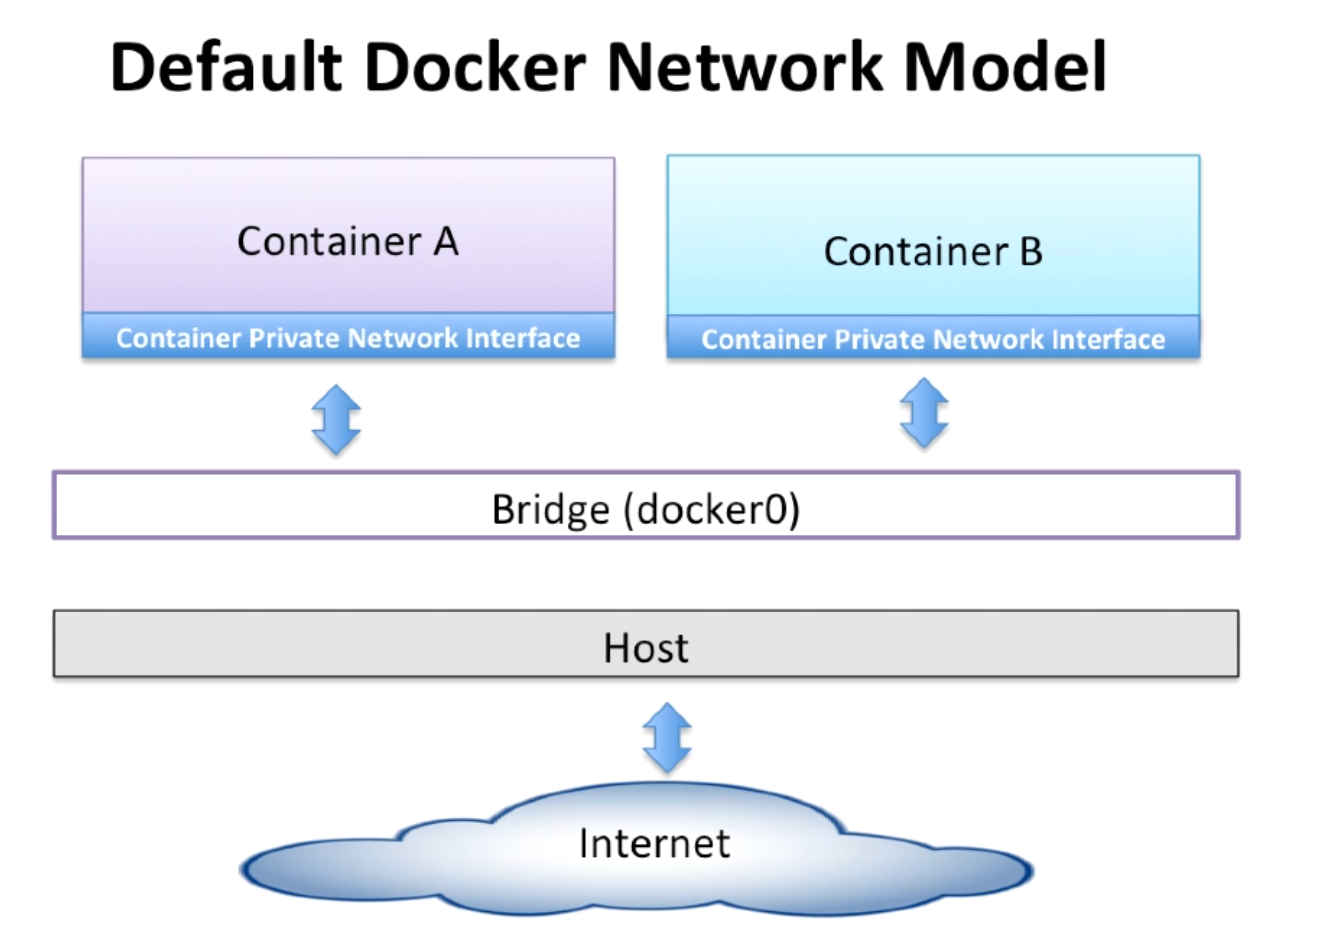 Default Docker Network Model
Container A
Container B
Container Private Network Interface
Container Private Network Interface
Bridge (docker0)
Host
Internet